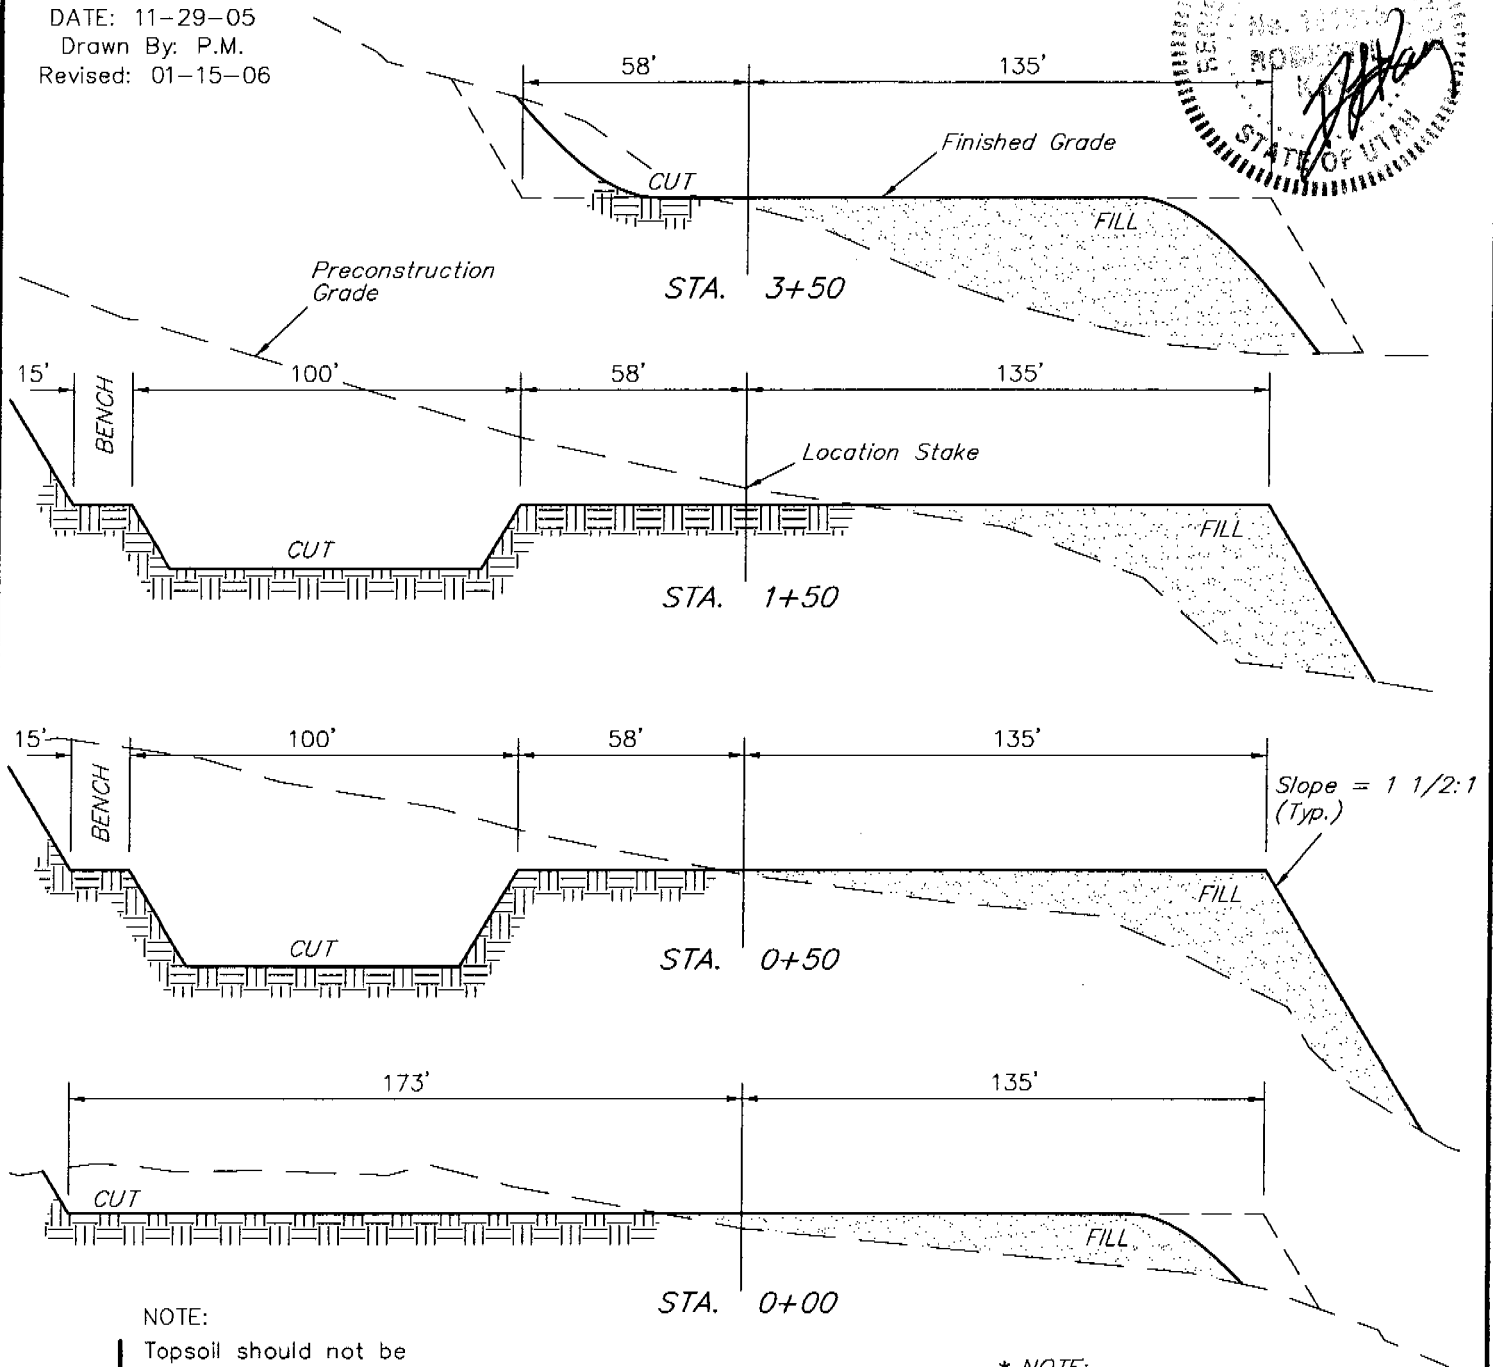 DATE: 11-29-05
Drawn By: P.M.
Revised: 01-15-06
58'
135'
No.
STATE OF UTAH
Finished Grade
CUT
FILL
STA. 3+50
Preconstruction
Grade
15'
BENCH
100'
58'
135'
Location Stake
CUT
FILL
STA. 1+50
15'
BENCH
100'
58'
135'
Slope = 1 1/2:1
(Typ.)
CUT
FILL
STA. 0+50
173'
135'
CUT
FILL
STA. 0+00
NOTE:
Topsoil should not be
* NOTE: